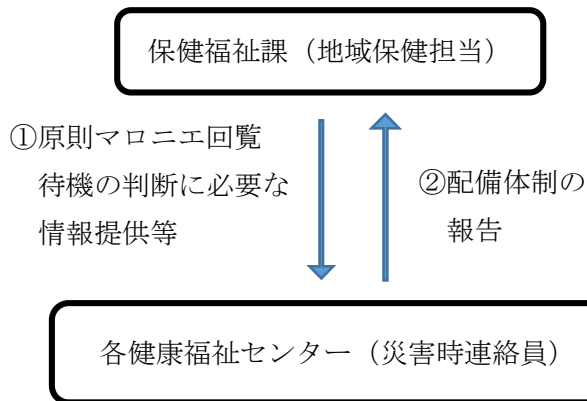 保健福祉課（地域保健担当）
①原則マロニエ回覧
待機の判断に必要な
情報提供等
②配備体制の
報告
各健康福祉センター（災害時連絡員）